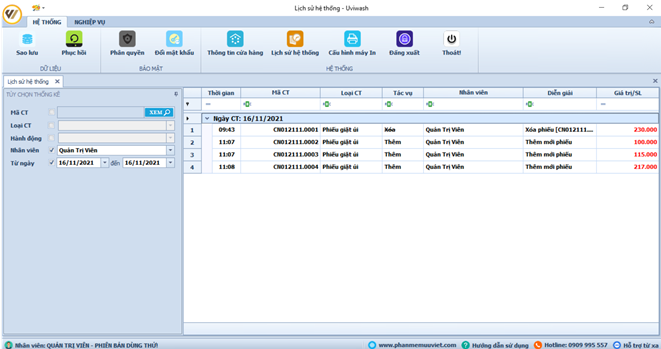 Lịch sử hệ thống - Uviwash
HỆ THỐNG NGHIỆP VỤ
Sao lưu Phục hồi Phân quyền Đổi mật khẩu Thông tin cửa hàng Lịch sử hệ thống Cấu hình máy In Đăng xuất Thoát!
DỮ LIỆU BẢO MẬT HỆ THỐNG
Lịch sử hệ thống
TÙY CHỌN THỐNG KÊ
Mã CT XEM
Loại CT
Hành động
Nhân viên Quản Trị Viên
Từ ngày 16/11/2021 đến 16/11/2021
Thời gian Mã CT Loại CT Tác vụ Nhân viên Diễn giải Giá trị/SL
Ngày CT: 16/11/2021
1 09:43 CN012111.0001 Phiếu giặt ủi Xóa Quản Trị Viên Xóa phiếu [CN012111.... 230.000
2 11:07 CN012111.0002 Phiếu giặt ủi Thêm Quản Trị Viên Thêm mới phiếu 100.000
3 11:07 CN012111.0003 Phiếu giặt ủi Thêm Quản Trị Viên Thêm mới phiếu 115.000
4 11:08 CN012111.0004 Phiếu giặt ủi Thêm Quản Trị Viên Thêm mới phiếu 217.000
Nhân viên: QUẢN TRỊ VIÊN - PHIÊN BẢN DÙNG THỬ! www.phanmemuuviet.com Hướng dẫn sử dụng Hotline: 0909 995 557 Hỗ trợ từ xa